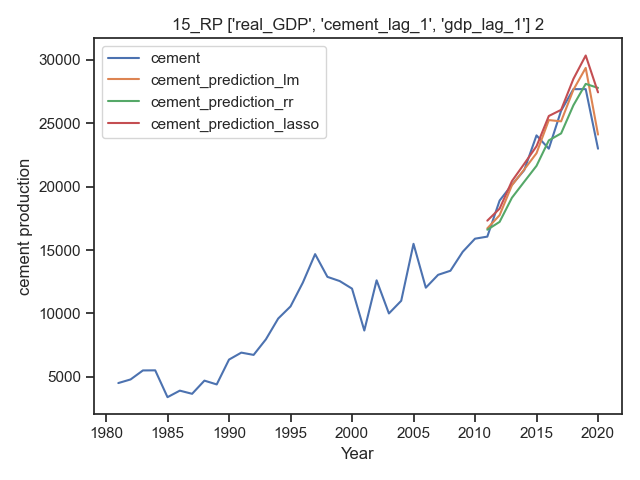 15_RP ['real_GDP', 'cement_lag_1', 'gdp_lag_1'] 2
cement
cement_prediction_lm
cement_prediction_rr
cement_prediction_lasso
cement production
30000
25000
20000
15000
10000
5000
1980 1985 1990 1995 2000 2005 2010 2015 2020
Year